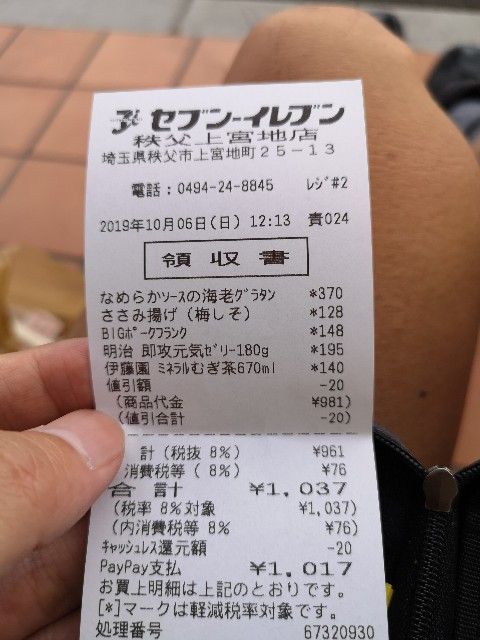 セブン-イレブン
秩父上宮地店
埼玉県秩父市上宮地町25-13
電話:0494-24-8845 レジ#2
2019年10月06日(日) 12:13 責024
領収書
なめらかソースの海老グラタン *370
ささみ揚げ(梅しそ) *128
BIGポークフランク *148
明治 即攻元気ゼリー180g *195
伊藤園 ミネラルむぎ茶670ml *140
値引額 -20
(商品代金 ¥981)
(値引合計 -20)
計(税抜 8%) ¥961
消費税等( 8%) ¥76
合計 ¥1,037
(税率 8%対象 ¥1,037)
(内消費税等 8% ¥76)
キャッシュレス還元額 -20
PayPay支払 ¥1,017
お買上明細は上記のとおりです。
[*]マークは軽減税率対象です。
処理番号 67320930